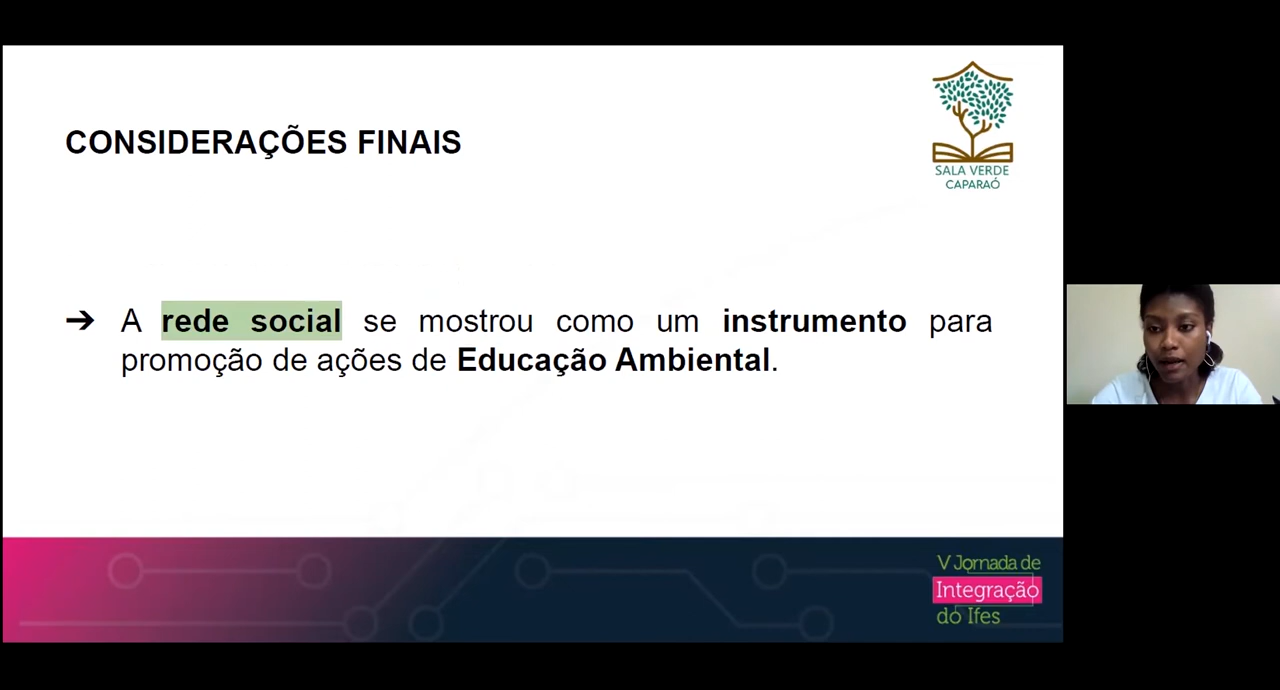 SALA VERDE
CAPARAÓ
CONSIDERAÇÕES FINAIS
➔ A rede social se mostrou como um instrumento para
promoção de ações de Educação Ambiental.
V Jornada de
Integração
do Ifes